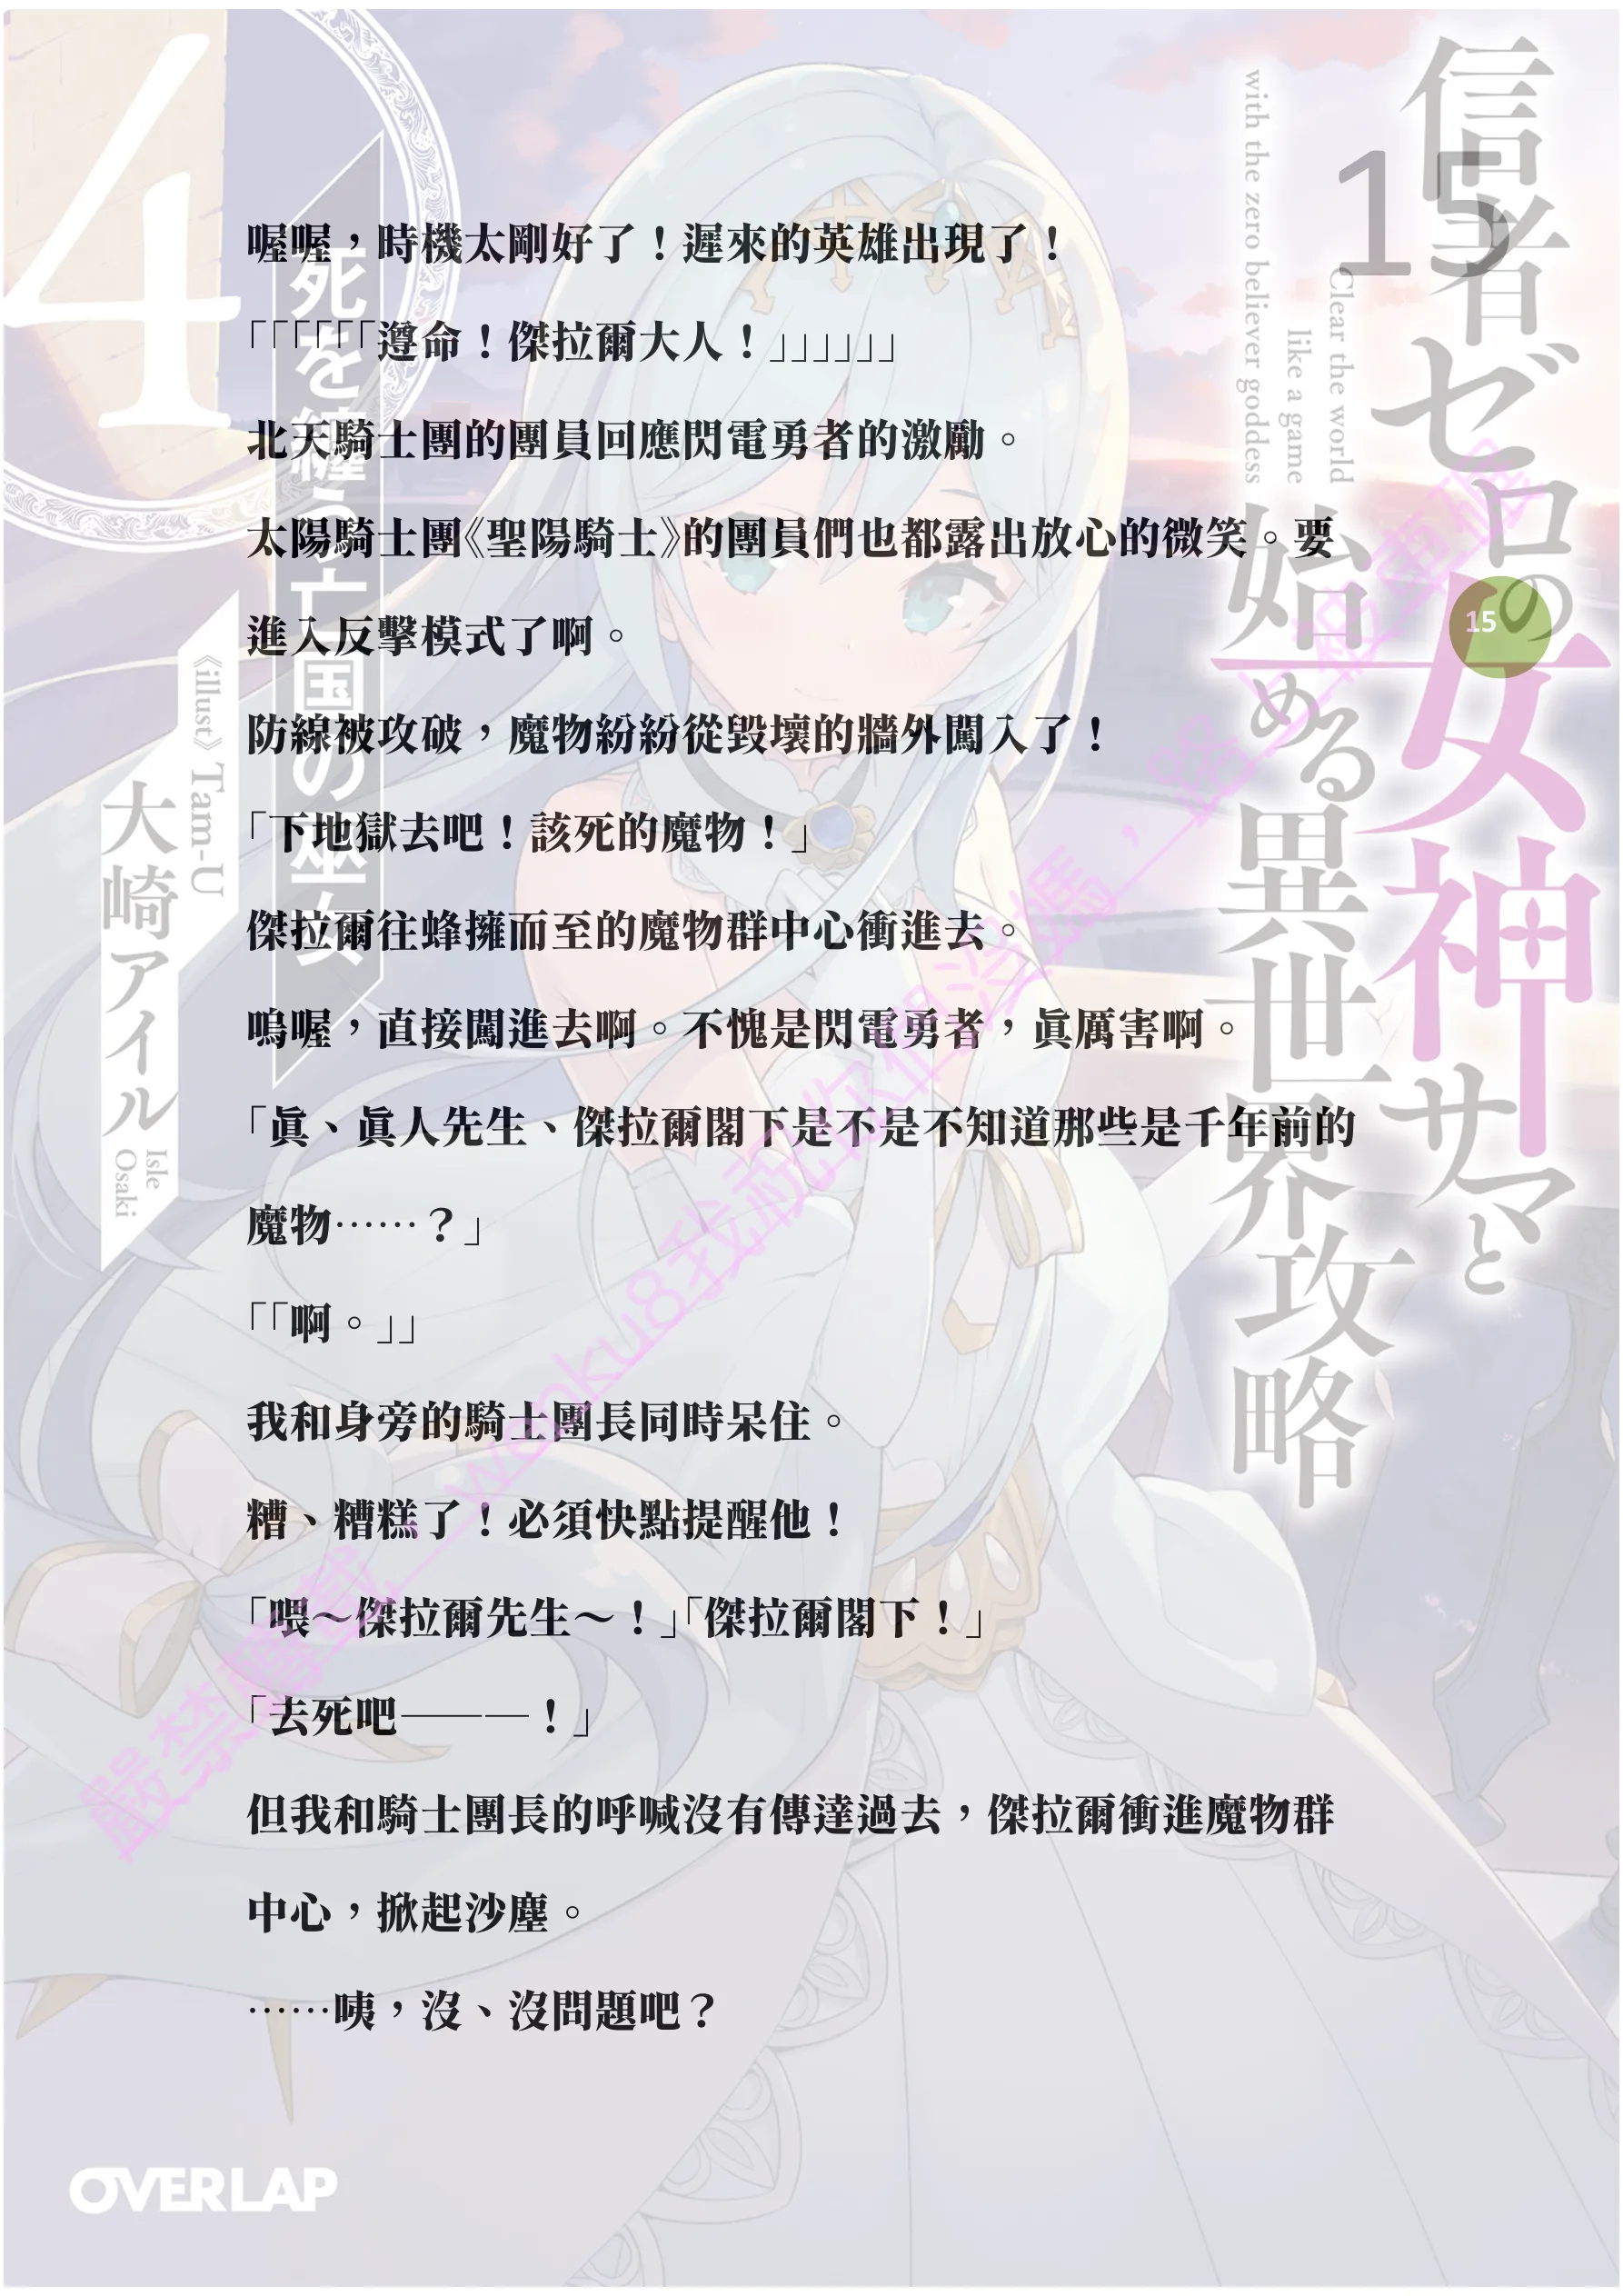 喔喔，時機太剛好了！遲來的英雄出現了！
「「「「「「遵命！傑拉爾大人！」」」」」」
北天騎士團的團員回應閃電勇者的激勵。
太陽騎士團《聖陽騎士》的團員們也都露出放心的微笑。要
進入反擊模式了啊。
防線被攻破，魔物紛紛從毀壞的牆外闖入了！
「下地獄去吧！該死的魔物！」
傑拉爾往蜂擁而至的魔物群中心衝進去。
嗚喔，直接闖進去啊。不愧是閃電勇者，眞厲害啊。
「眞、眞人先生、傑拉爾閣下是不是不知道那些是千年前的
魔物……？」
「「啊。」」
我和身旁的騎士團長同時呆住。
糟、糟糕了！必須快點提醒他！
「喂～傑拉爾先生～！」「傑拉爾閣下！」
「去死吧———！」
但我和騎士團長的呼喊沒有傳達過去，傑拉爾衝進魔物群
中心，掀起沙塵。
……咦，沒、沒問題吧？
信者ゼロの女神サマと
始める異世界攻略
Clear the world
like a game
with the zero believer goddess
15
15
4
死を纏う亡国の巫女
《illust》Tam-U
大崎アイル
Isle
Osaki
OVERLAP